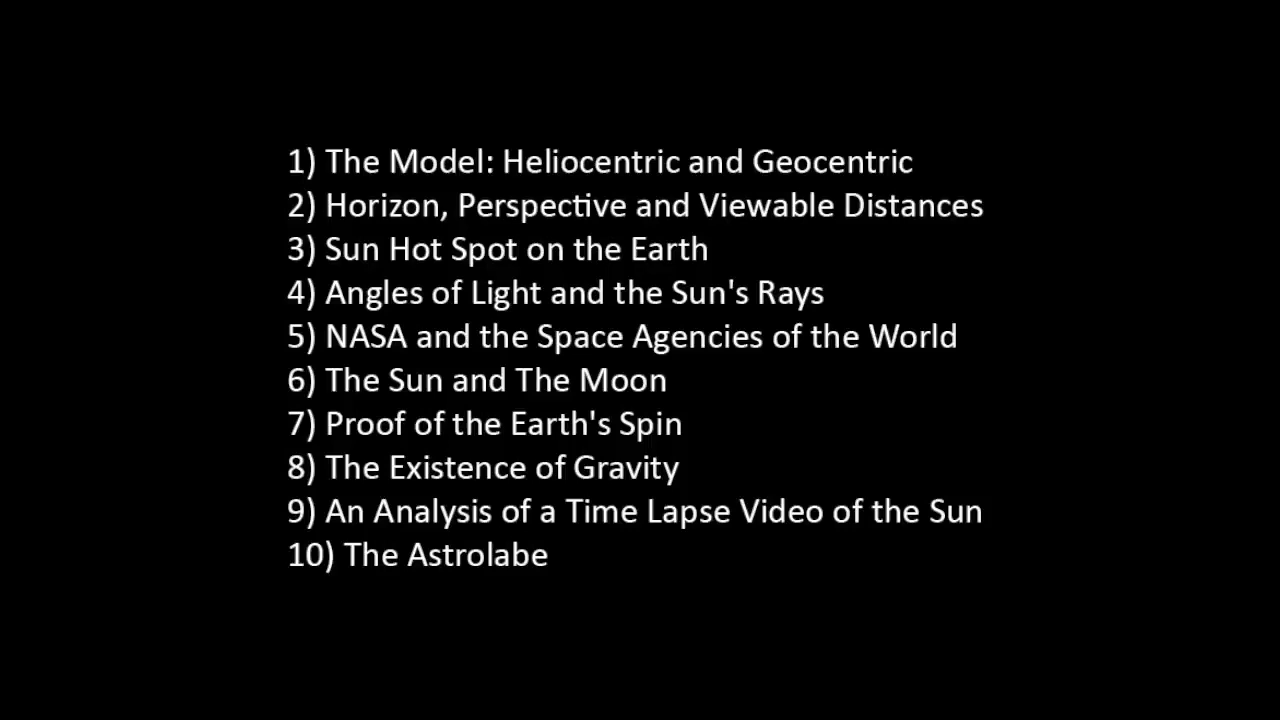 1) The Model: Heliocentric and Geocentric
2) Horizon, Perspective and Viewable Distances
3) Sun Hot Spot on the Earth
4) Angles of Light and the Sun's Rays
5) NASA and the Space Agencies of the World
6) The Sun and The Moon
7) Proof of the Earth's Spin
8) The Existence of Gravity
9) An Analysis of a Time Lapse Video of the Sun
10) The Astrolabe